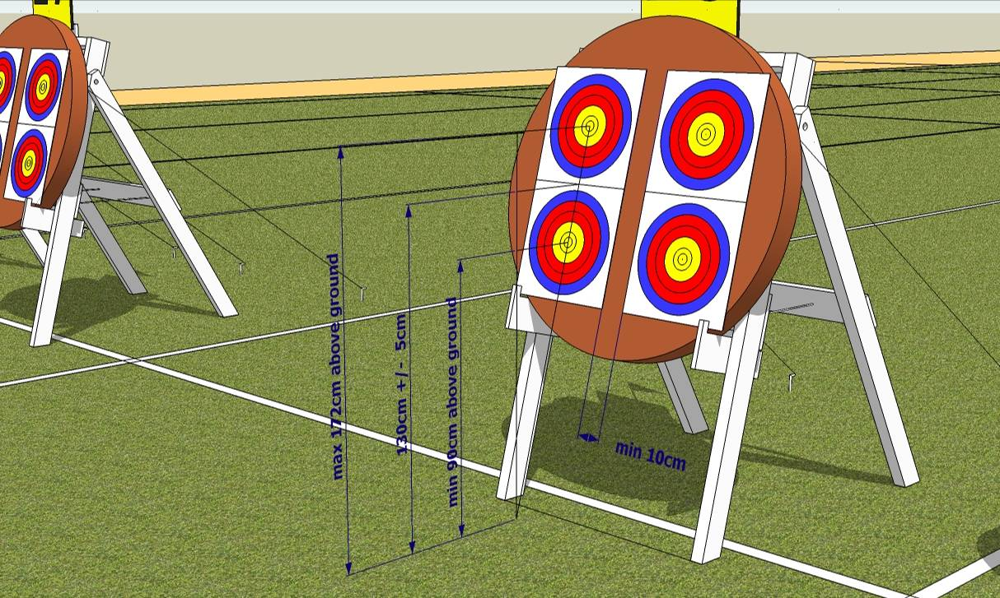 max 172cm above ground
130cm +/- 5cm
min 90cm above ground
min 10cm